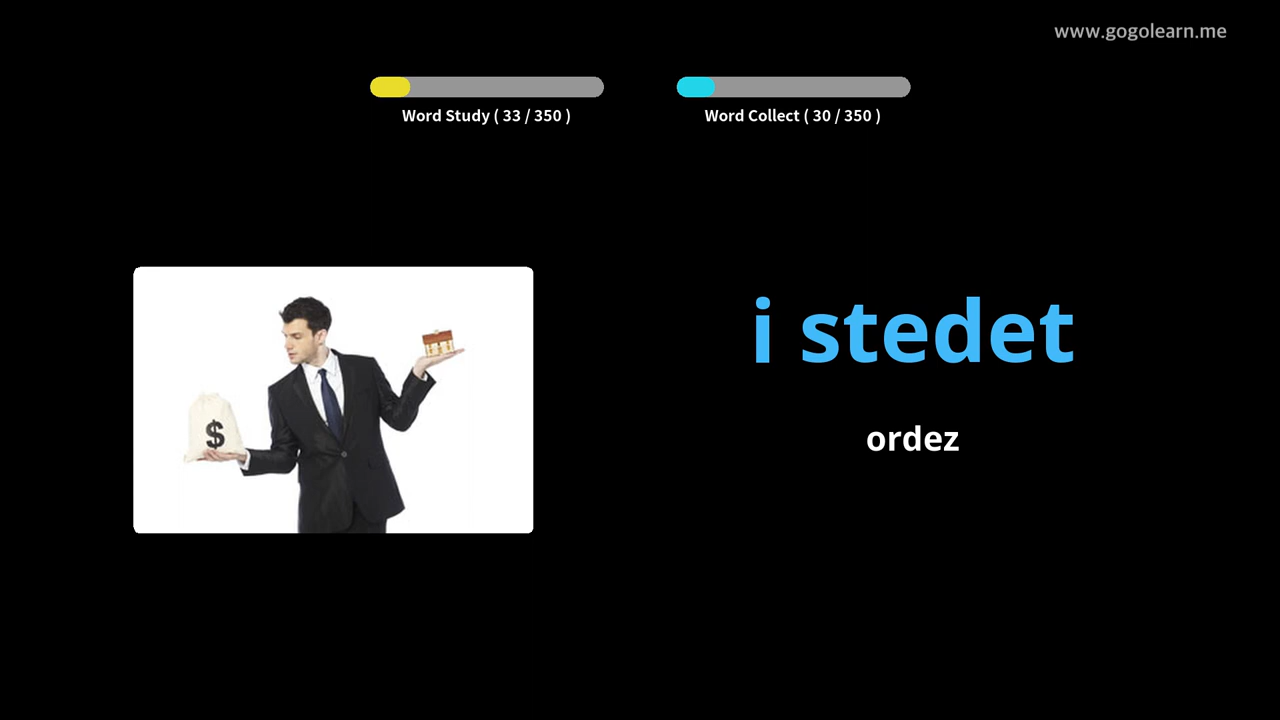 www.gogolearn.me
Word Study ( 33 / 350 )
Word Collect ( 30 / 350 )
i stedet
$
ordez